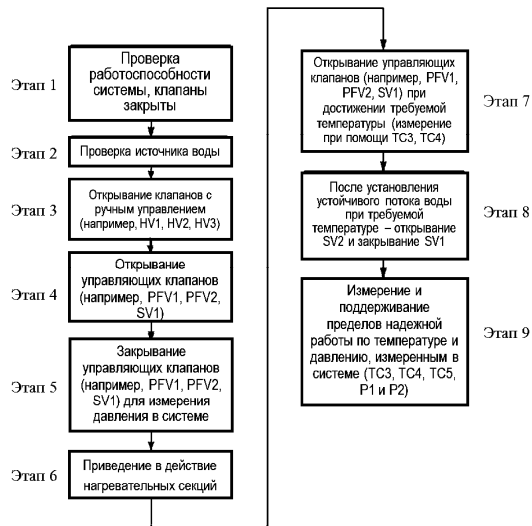 Этап 1
Проверка
работоспособности
системы, клапаны
закрыты
Этап 2
Проверка источника воды
Этап 3
Открывание клапанов с
ручным управлением
(например, HV1, HV2, HV3)
Этап 4
Открывание
управляющих клапанов
(например, PFV1, PFV2,
SV1)
Этап 5
Закрывание
управляющих клапанов
(например, PFV1, PFV2,
SV1) для измерения
давления в системе
Этап 6
Приведение в действие
нагревательных секций
Открывание управляющих
клапанов (например, PFV1,
PFV2, SV1) при
достижении требуемой
температуры (измерение
при помощи TC3, TC4)
Этап 7
После установления
устойчивого потока воды
при требуемой
температуре – открывание
SV2 и закрывание SV1
Этап 8
Измерение и
поддерживание
пределов надежной
работы по температуре и
давлению, измеренным в
системе (TC3, TC4, TC5,
P1 и P2)
Этап 9